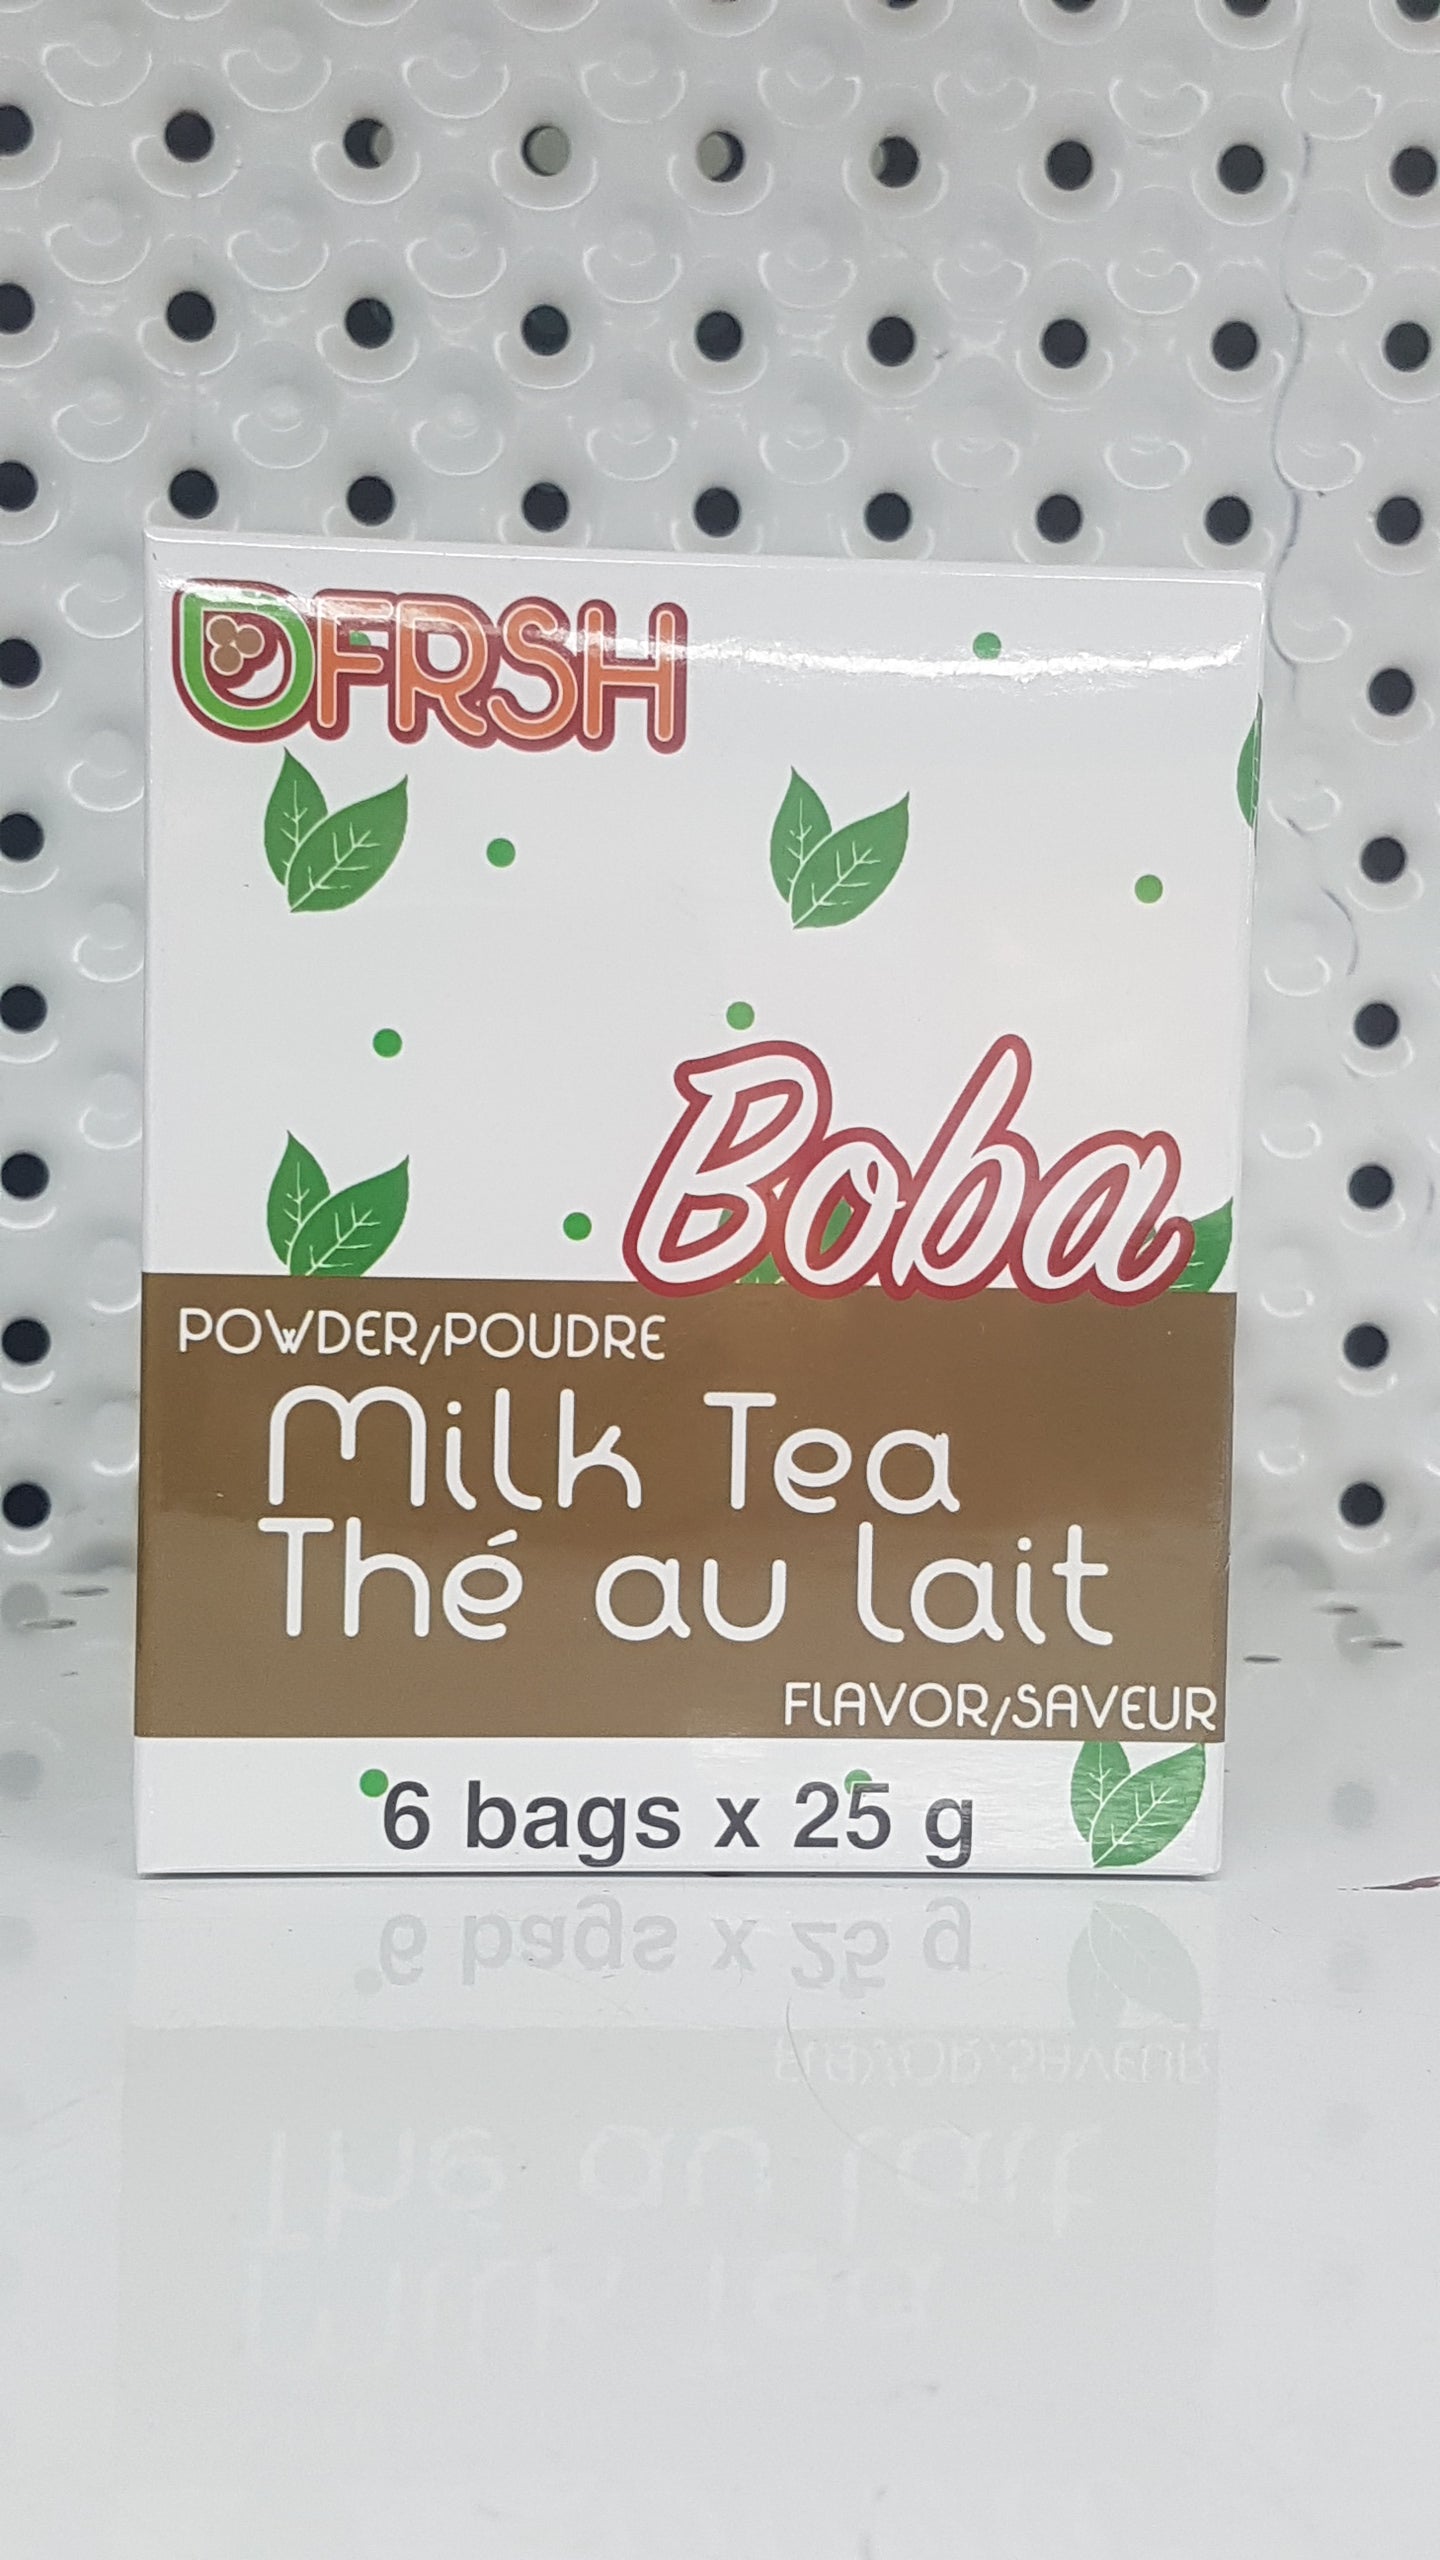 DFRSH
Boba
POWDER/POUDRE
Milk Tea
Thé au lait
FLAVOR/SAVEUR
6 bags x 25 g